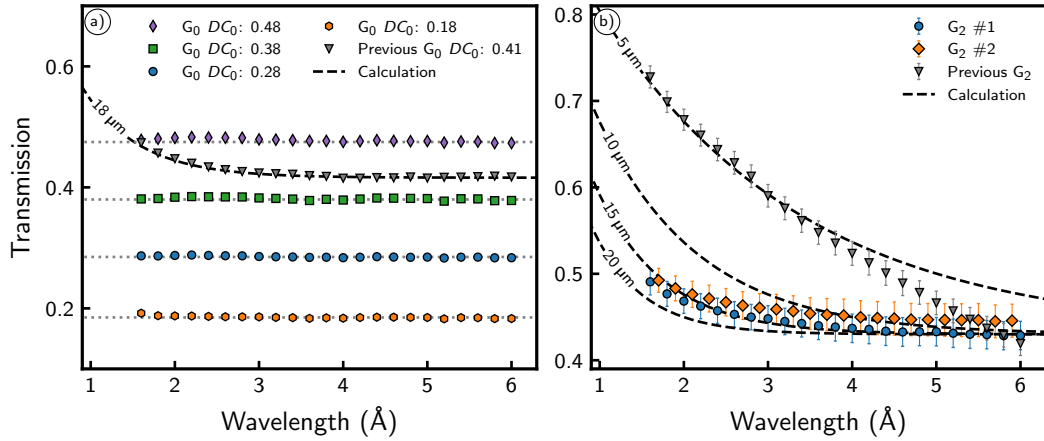 a)
G₀ DC₀: 0.48
G₀ DC₀: 0.38
G₀ DC₀: 0.28
G₀ DC₀: 0.18
Previous G₀ DC₀: 0.41
Calculation
18 μm
Transmission
0.6
0.4
0.2
1 2 3 4 5 6
Wavelength (Å)
b)
G₂ #1
G₂ #2
Previous G₂
Calculation
5 μm
10 μm
15 μm
20 μm
0.8
0.7
0.6
0.5
0.4
1 2 3 4 5 6
Wavelength (Å)